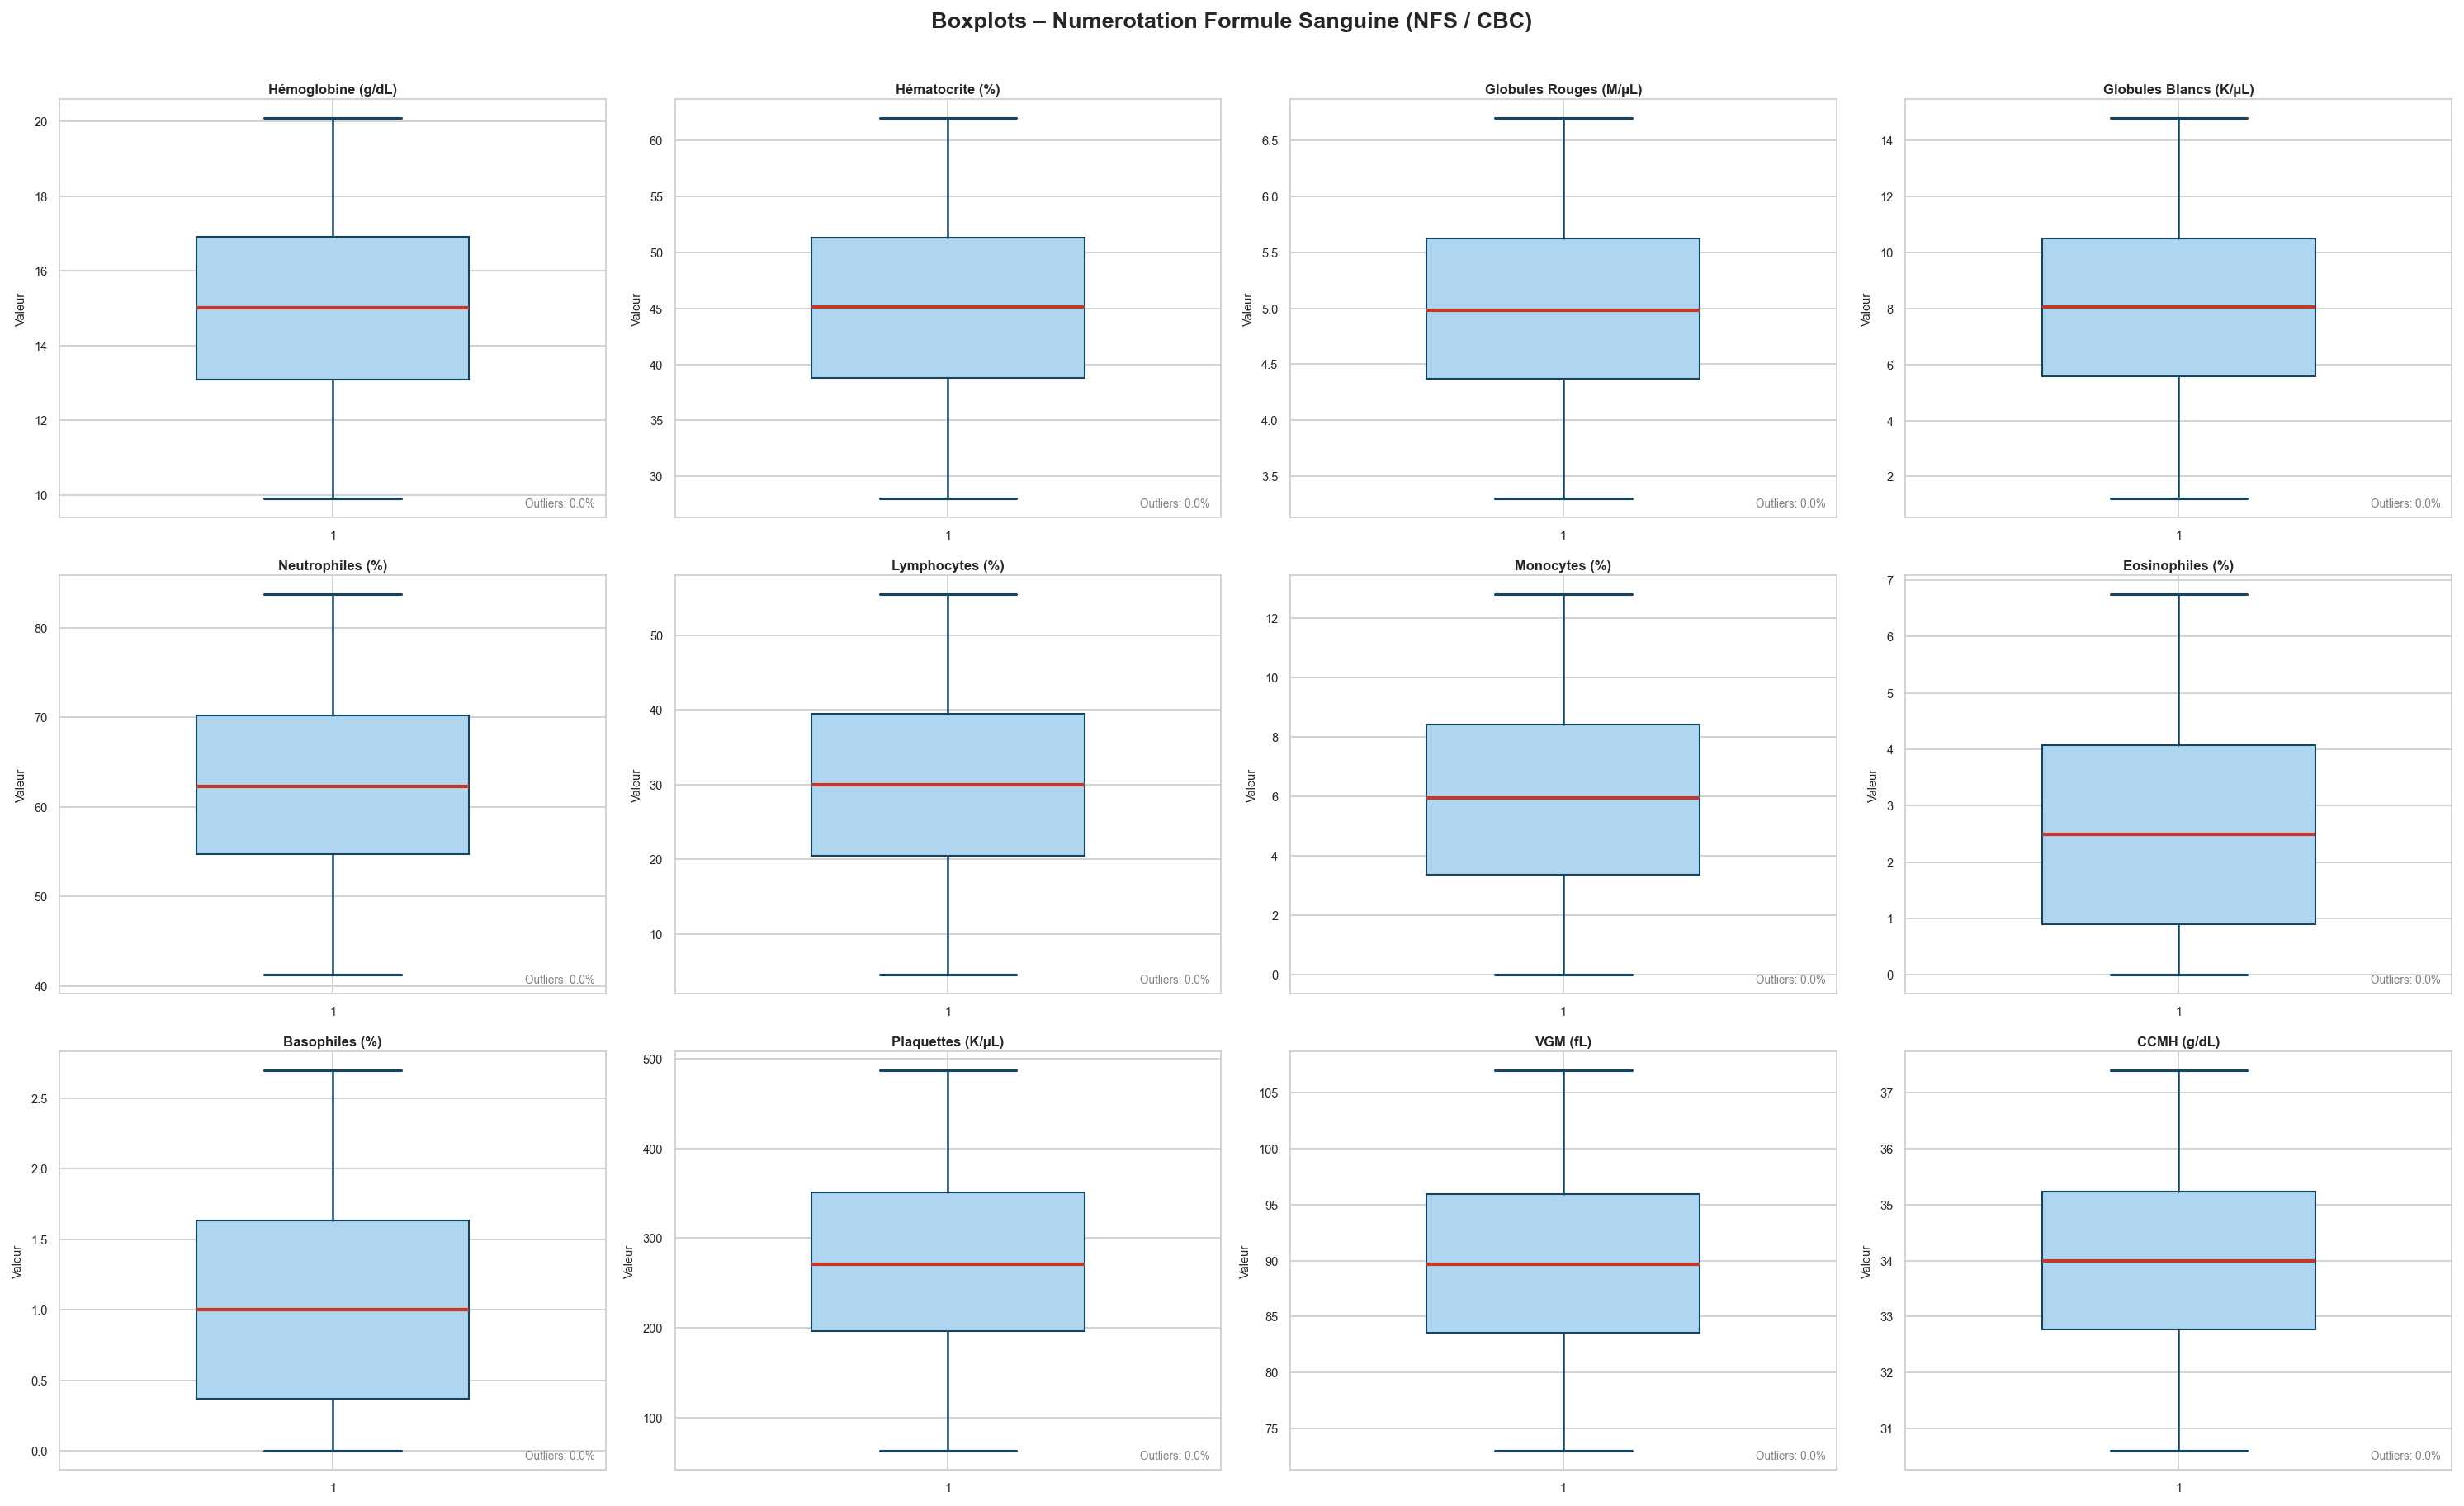 Boxplots – Numerotation Formule Sanguine (NFS / CBC)
Hémoglobine (g/dL)
Valeur
20
18
16
14
12
10
Outliers: 0.0%
1
Hématocrite (%)
Valeur
60
55
50
45
40
35
30
Outliers: 0.0%
1
Globules Rouges (M/µL)
Valeur
6.5
6.0
5.5
5.0
4.5
4.0
3.5
Outliers: 0.0%
1
Globules Blancs (K/µL)
Valeur
14
12
10
8
6
4
2
Outliers: 0.0%
1
Neutrophiles (%)
Valeur
80
70
60
50
40
Outliers: 0.0%
1
Lymphocytes (%)
Valeur
50
40
30
20
10
Outliers: 0.0%
1
Monocytes (%)
Valeur
12
10
8
6
4
2
0
Outliers: 0.0%
1
Eosinophiles (%)
Valeur
7
6
5
4
3
2
1
0
Outliers: 0.0%
1
Basophiles (%)
Valeur
2.5
2.0
1.5
1.0
0.5
0.0
Outliers: 0.0%
1
Plaquettes (K/µL)
Valeur
500
400
300
200
100
Outliers: 0.0%
1
VGM (fL)
Valeur
105
100
95
90
85
80
75
Outliers: 0.0%
1
CCMH (g/dL)
Valeur
37
36
35
34
33
32
31
Outliers: 0.0%
1